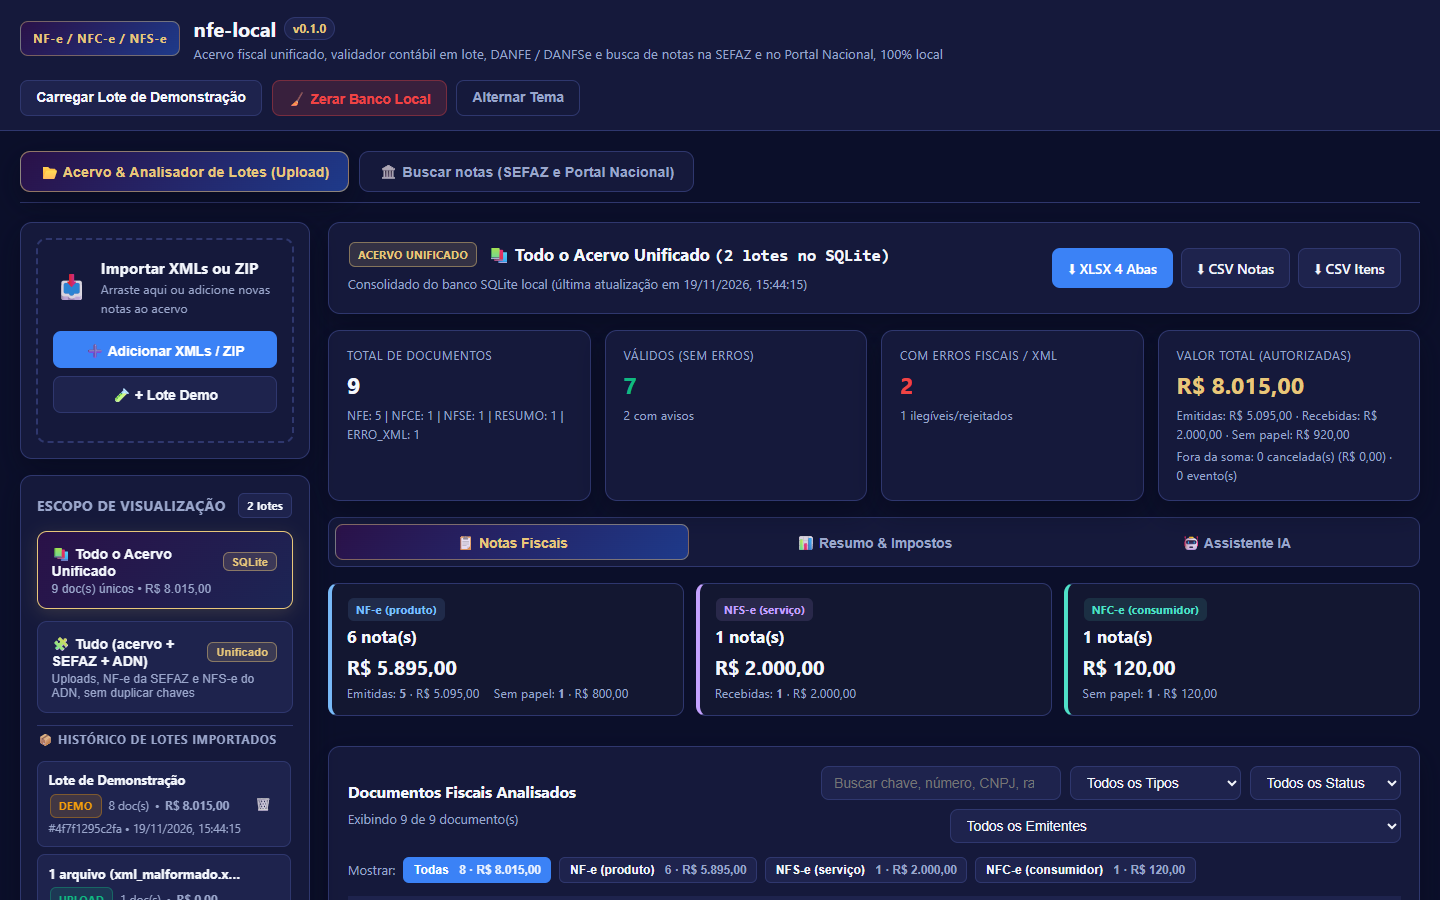 NF-e / NFC-e / NFS-e
nfe-local v0.1.0
Acervo fiscal unificado, validador contábil em lote, DANFE / DANFSe e busca de notas na SEFAZ e no Portal Nacional, 100% local
Carregar Lote de Demonstração
Zerar Banco Local
Alternar Tema
Acervo & Analisador de Lotes (Upload)
Buscar notas (SEFAZ e Portal Nacional)
Importar XMLs ou ZIP
Arraste aqui ou adicione novas
notas ao acervo
Adicionar XMLs / ZIP
+ Lote Demo
ESCOPO DE VISUALIZAÇÃO 2 lotes
Todo o Acervo
Unificado
SQLite
9 doc(s) únicos • R$ 8.015,00
Tudo (acervo +
SEFAZ + ADN)
Unificado
Uploads, NF-e da SEFAZ e NFS-e do
ADN, sem duplicar chaves
HISTÓRICO DE LOTES IMPORTADOS
Lote de Demonstração
DEMO 8 doc(s) • R$ 8.015,00
#4f7f1295c2fa • 19/11/2026, 15:44:15
1 arquivo (xml_malformado.x...
UPLOAD 1 doc(s) • R$ 0,00
ACERVO UNIFICADO Todo o Acervo Unificado (2 lotes no SQLite)
Consolidado do banco SQLite local (última atualização em 19/11/2026, 15:44:15)
⬇ XLSX 4 Abas
⬇ CSV Notas
⬇ CSV Itens
TOTAL DE DOCUMENTOS
9
NFE: 5 | NFCE: 1 | NFSE: 1 | RESUMO: 1 |
ERRO_XML: 1
VÁLIDOS (SEM ERROS)
7
2 com avisos
COM ERROS FISCAIS / XML
2
1 ilegíveis/rejeitados
VALOR TOTAL (AUTORIZADAS)
R$ 8.015,00
Emitidas: R$ 5.095,00 · Recebidas: R$
2.000,00 · Sem papel: R$ 920,00
Fora da soma: 0 cancelada(s) (R$ 0,00) ·
0 evento(s)
Notas Fiscais
Resumo & Impostos
Assistente IA
NF-e (produto)
6 nota(s)
R$ 5.895,00
Emitidas: 5 · R$ 5.095,00 Sem papel: 1 · R$ 800,00
NFS-e (serviço)
1 nota(s)
R$ 2.000,00
Recebidas: 1 · R$ 2.000,00
NFC-e (consumidor)
1 nota(s)
R$ 120,00
Sem papel: 1 · R$ 120,00
Documentos Fiscais Analisados
Exibindo 9 de 9 documento(s)
Buscar chave, número, CNPJ, ra
Todos os Tipos
Todos os Status
Todos os Emitentes
Mostrar: Todas 8 · R$ 8.015,00 NF-e (produto) 6 · R$ 5.895,00 NFS-e (serviço) 1 · R$ 2.000,00 NFC-e (consumidor) 1 · R$ 120,00